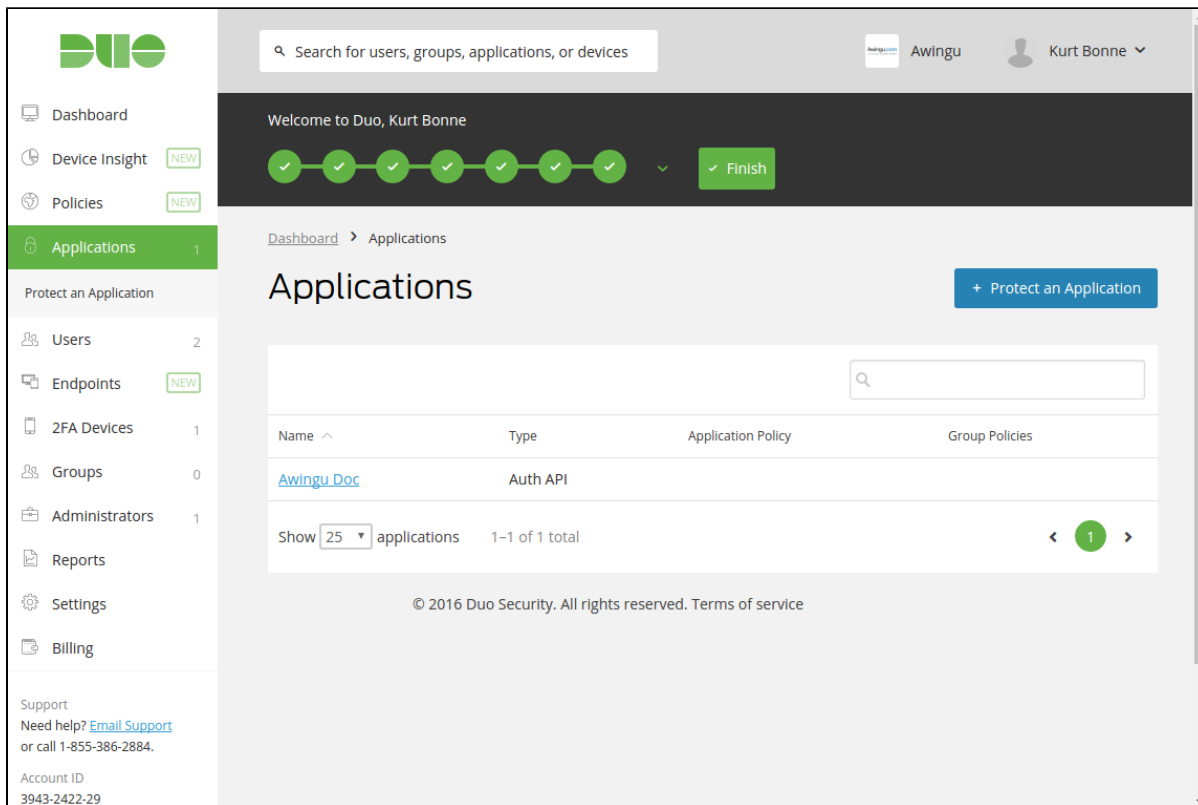 DUO
Search for users, groups, applications, or devices
Awingu.com
Awingu
Kurt Bonne
Dashboard
Device Insight NEW
Policies NEW
Applications 1
Protect an Application
Users 2
Endpoints NEW
2FA Devices 1
Groups 0
Administrators 1
Reports
Settings
Billing
Support
Need help? Email Support
or call 1-855-386-2884.
Account ID
3943-2422-29
Welcome to Duo, Kurt Bonne
Finish
Dashboard > Applications
Applications
+ Protect an Application
Name Type Application Policy Group Policies
Awingu Doc Auth API
Show 25 applications 1–1 of 1 total
1
© 2016 Duo Security. All rights reserved. Terms of service